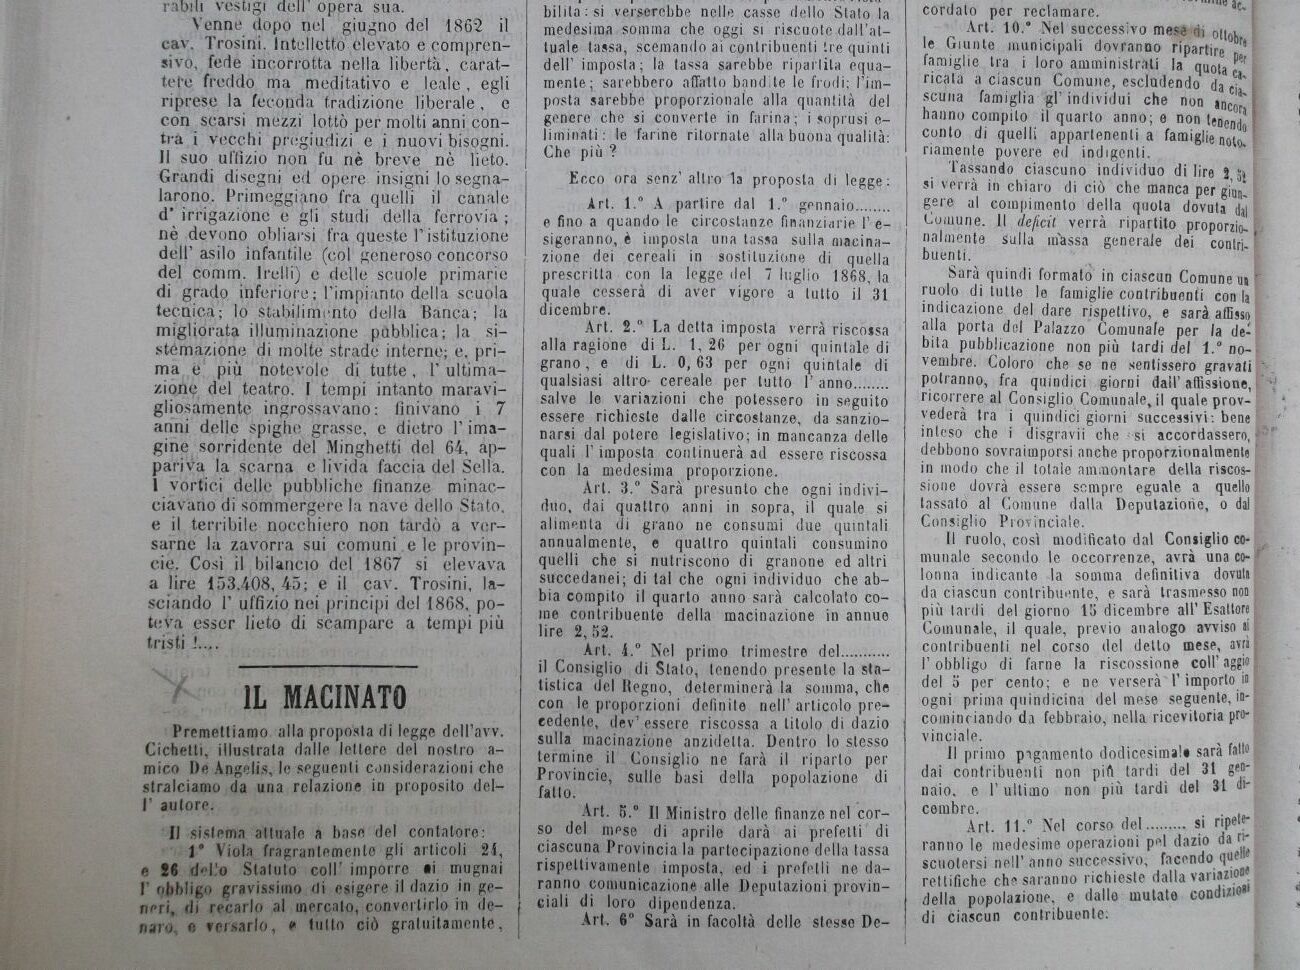 rabili vestigi dell' opera sua.
Venne dopo nel giugno del 1862 il
cav. Trosini. Intelletto elevato e compren-
sivo, fede incorrotta nella libertà, carat-
tere freddo ma meditativo e leale, egli
riprese la feconda tradizione liberale, e
con scarsi mezzi lottò per molti anni con-
tra i vecchi pregiudizi e i nuovi bisogni.
Il suo uffizio non fu nè breve nè lieto.
Grandi disegni ed opere insigni lo segna-
larono. Primeggiano fra quelli il canale
d' irrigazione e gli studi della ferrovia;
nè devono obliarsi fra queste l'istituzione
dell' asilo infantile (col generoso concorso
del comm. Irelli) e delle scuole primarie
di grado inferiore; l'impianto della scuola
tecnica; lo stabilimento della Banca; la
migliorata illuminazione pubblica; la si-
stemazione di molte strade interne; e, pri-
ma e più notevole di tutte, l' ultima-
zione del teatro. I tempi intanto maravi-
gliosamente ingrossavano: finivano i 7
anni delle spighe grasse, e dietro l'ima-
gine sorridente del Minghetti del 64, ap-
pariva la scarna e livida faccia del Sella.
I vortici delle pubbliche finanze minac-
ciavano di sommergere la nave dello Stato,
e il terribile nocchiero non tardò a ver-
sarne la zavorra sui comuni e le provin-
cie. Così il bilancio del 1867 si elevava
a lire 153,408, 45; e il cav. Trosini, la-
sciando l' uffizio nei principi del 1868, po-
teva esser lieto di scampare a tempi più
tristi !....
IL MACINATO
Premettiamo alla proposta di legge dell'avv.
Cichetti, illustrata dalle lettere del nostro a-
mico De Angelis, le seguenti considerazioni che
stralciamo da una relazione in proposito del-
l' autore.
Il sistema attuale a base del contatore:
1° Viola fragrantemente gli articoli 24,
e 26 dello Statuto coll' imporre ai mugnai
l' obbligo gravissimo di esigere il dazio in ge-
neri, di recarlo al mercato, convertirlo in de-
naro, e versarlo, e tutto ciò gratuitamente,
bilità: si verserebbe nelle casse dello Stato la
medesima somma che oggi si riscuote dall'at-
tuale tassa, scemando ai contribuenti tre quinti
dell' imposta; la tassa sarebbe ripartita equa-
mente; sarebbero affatto bandite le frodi; l'im-
posta sarebbe proporzionale alla quantità del
genere che si converte in farina; i soprusi e-
liminati: le farine ritornate alla buona qualità:
Che più ?
Ecco ora senz' altro la proposta di legge:
Art. 1.° A partire dal 1.° gennaio........
e fino a quando le circostanze finanziarie l' e-
sigeranno, è imposta una tassa sulla macina-
zione dei cereali in sostituzione di quella
prescritta con la legge del 7 luglio 1868, la
quale cesserà di aver vigore a tutto il 31
dicembre.
Art. 2.° La detta imposta verrà riscossa
alla ragione di L. 1, 26 per ogni quintale di
grano, e di L. 0, 63 per ogni quintale di
qualsiasi altro cereale per tutto l' anno........
salve le variazioni che potessero in seguito
essere richieste dalle circostanze, da sanzio-
narsi dal potere legislativo; in mancanza delle
quali l' imposta continuerà ad essere riscossa
con la medesima proporzione.
Art. 3.° Sarà presunto che ogni indivi-
duo, dai quattro anni in sopra, il quale si
alimenta di grano ne consumi due quintali
annualmente, e quattro quintali consumino
quelli che si nutriscono di granone ed altri
succedanei; di tal che ogni individuo che ab-
bia compito il quarto anno sarà calcolato co-
me contribuente della macinazione in annue
lire 2, 52.
Art. 4.° Nel primo trimestre del...........
il Consiglio di Stato, tenendo presente la sta-
tistica del Regno, determinerà la somma, che
con le proporzioni definite nell' articolo pre-
cedente, dev' essere riscossa a titolo di dazio
sulla macinazione anzidetta. Dentro lo stesso
termine il Consiglio ne farà il riparto per
Provincie, sulle basi della popolazione di
fatto.
Art. 5.° Il Ministro delle finanze nel cor-
so del mese di aprile darà ai prefetti di
ciascuna Provincia la partecipazione della tassa
rispettivamente imposta, ed i prefetti ne da-
ranno comunicazione alle Deputazioni provin-
ciali di loro dipendenza.
Art. 6° Sarà in facoltà delle stesse De-
cordato per reclamare.
Art. 10.° Nel successivo mese di ottobre
le Giunte municipali dovranno ripartire per
famiglie tra i loro amministrati la quota ca-
ricata a ciascun Comune, escludendo da cia-
scuna famiglia gl' individui che non ancora
hanno compito il quarto anno; e non tenendo
conto di quelli appartenenti a famiglie noto-
riamente povere ed indigenti.
Tassando ciascuno individuo di lire 2, 52
si verrà in chiaro di ciò che manca per giun-
gere al compimento della quota dovuta dal
Comune. Il deficit verrà ripartito proporzio-
nalmente sulla massa generale dei contri-
buenti.
Sarà quindi formato in ciascun Comune un
ruolo di tutte le famiglie contribuenti con la
indicazione del dare rispettivo, e sarà affisso
alla porta del Palazzo Comunale per la de-
bita pubblicazione non più tardi del 1.° no-
vembre. Coloro che se ne sentissero gravati
potranno, fra quindici giorni dall' affissione,
ricorrere al Consiglio Comunale, il quale prov-
vederà tra i quindici giorni successivi: bene
inteso che i disgravii che si accordassero,
debbono sovraimporsi anche proporzionalmente
in modo che il totale ammontare della riscos-
sione dovrà essere sempre eguale a quello
tassato al Comune dalla Deputazione, o dal
Consiglio Provinciale.
Il ruolo, così modificato dal Consiglio co-
munale secondo le occorrenze, avrà una co-
lonna indicante la somma definitiva dovuta
da ciascun contribuente, e sarà trasmesso non
più tardi del giorno 15 dicembre all' Esattore
Comunale, il quale, previo analogo avviso ai
contribuenti nel corso del detto mese, avrà
l' obbligo di farne la riscossione coll' aggio
del 5 per cento; e ne verserà l' importo in
ogni prima quindicina del mese seguente, in-
cominciando da febbraio, nella ricevitoria pro-
vinciale.
Il primo pagamento dodicesimale sarà fatto
dai contribuenti non più tardi del 31 gen-
naio, e l' ultimo non più tardi del 31 di-
cembre.
Art. 11.° Nel corso del......... si ripete-
ranno le medesime operazioni pel dazio da ri-
scuotersi nell' anno successivo, facendo quelle
rettifiche che saranno richieste dalla variazione
della popolazione, e dalle mutate condizioni
di ciascun contribuente: